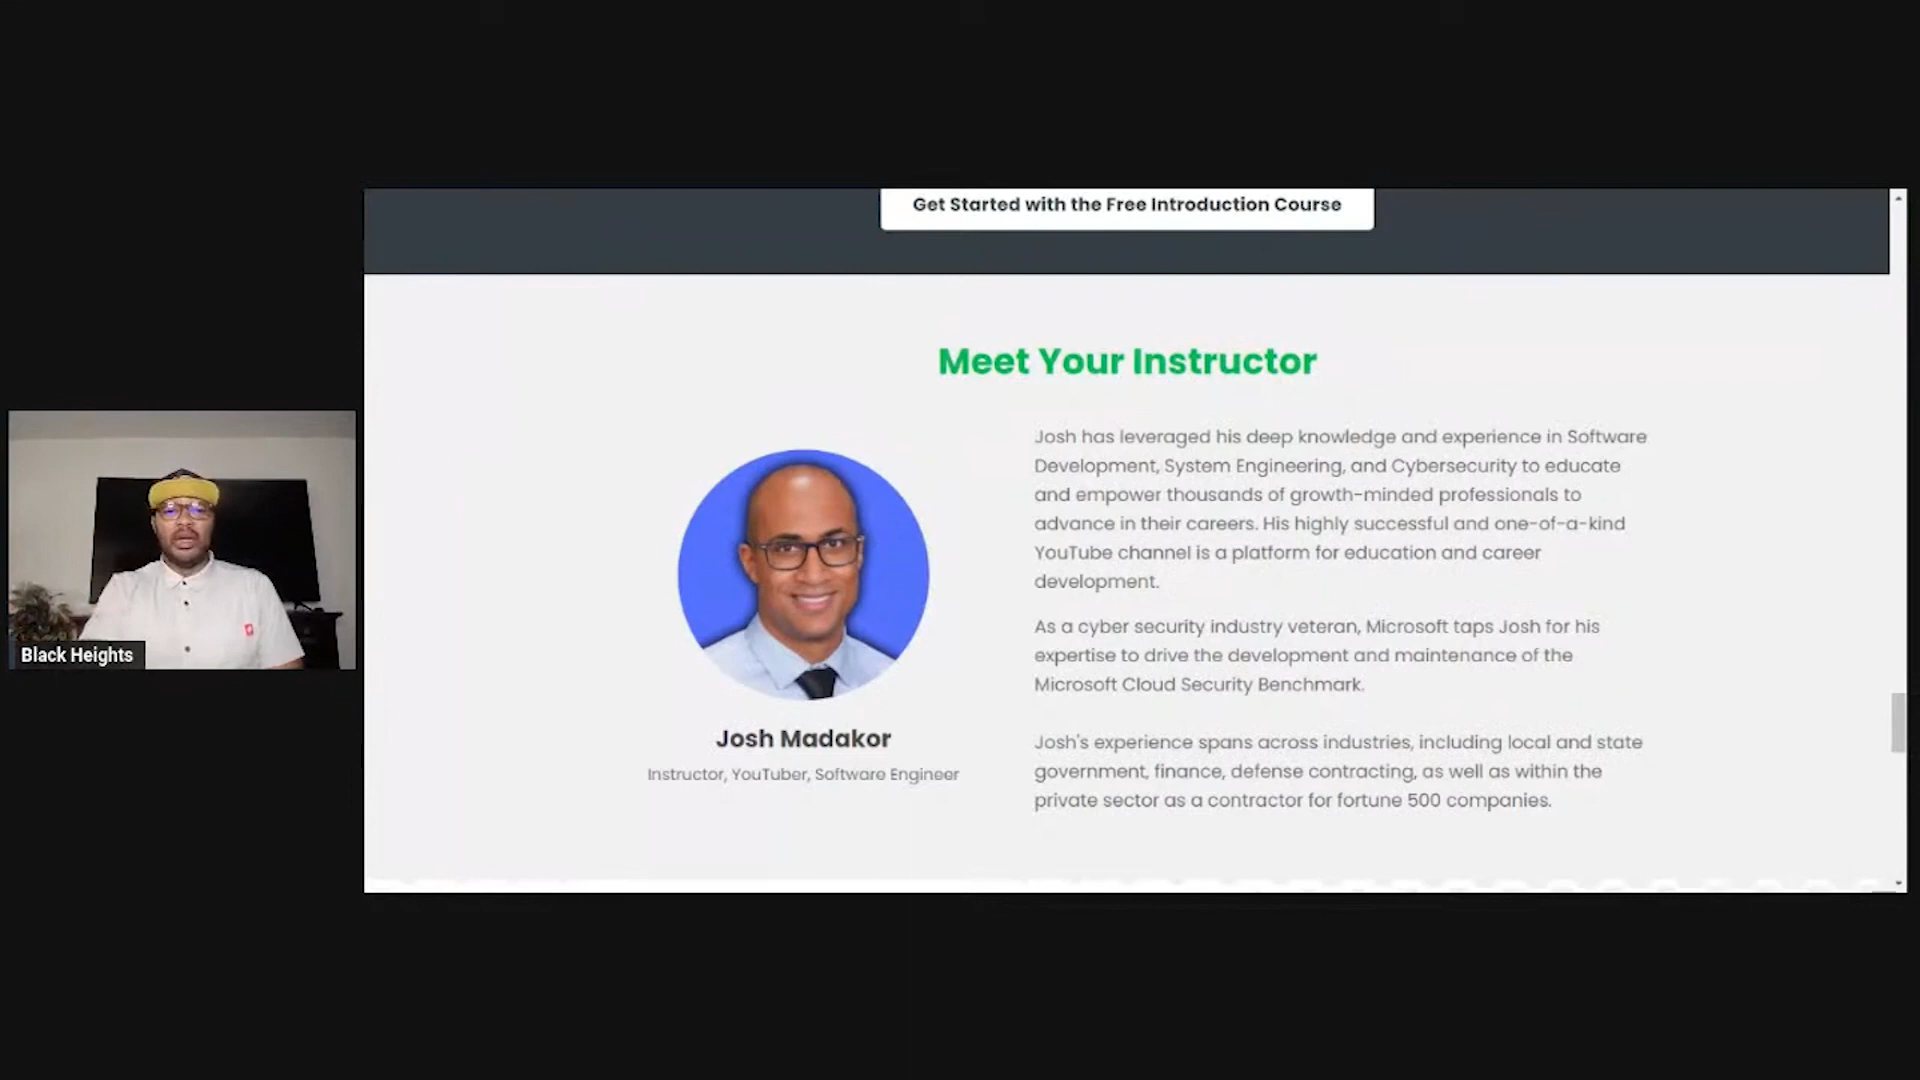 Get Started with the Free Introduction Course
Meet Your Instructor
Josh has leveraged his deep knowledge and experience in Software
Development, System Engineering, and Cybersecurity to educate
and empower thousands of growth-minded professionals to
advance in their careers. His highly successful and one-of-a-kind
YouTube channel is a platform for education and career
development.
As a cyber security industry veteran, Microsoft taps Josh for his
expertise to drive the development and maintenance of the
Microsoft Cloud Security Benchmark.
Josh's experience spans across industries, including local and state
government, finance, defense contracting, as well as within the
private sector as a contractor for fortune 500 companies.
Josh Madakor
Instructor, YouTuber, Software Engineer
Black Heights